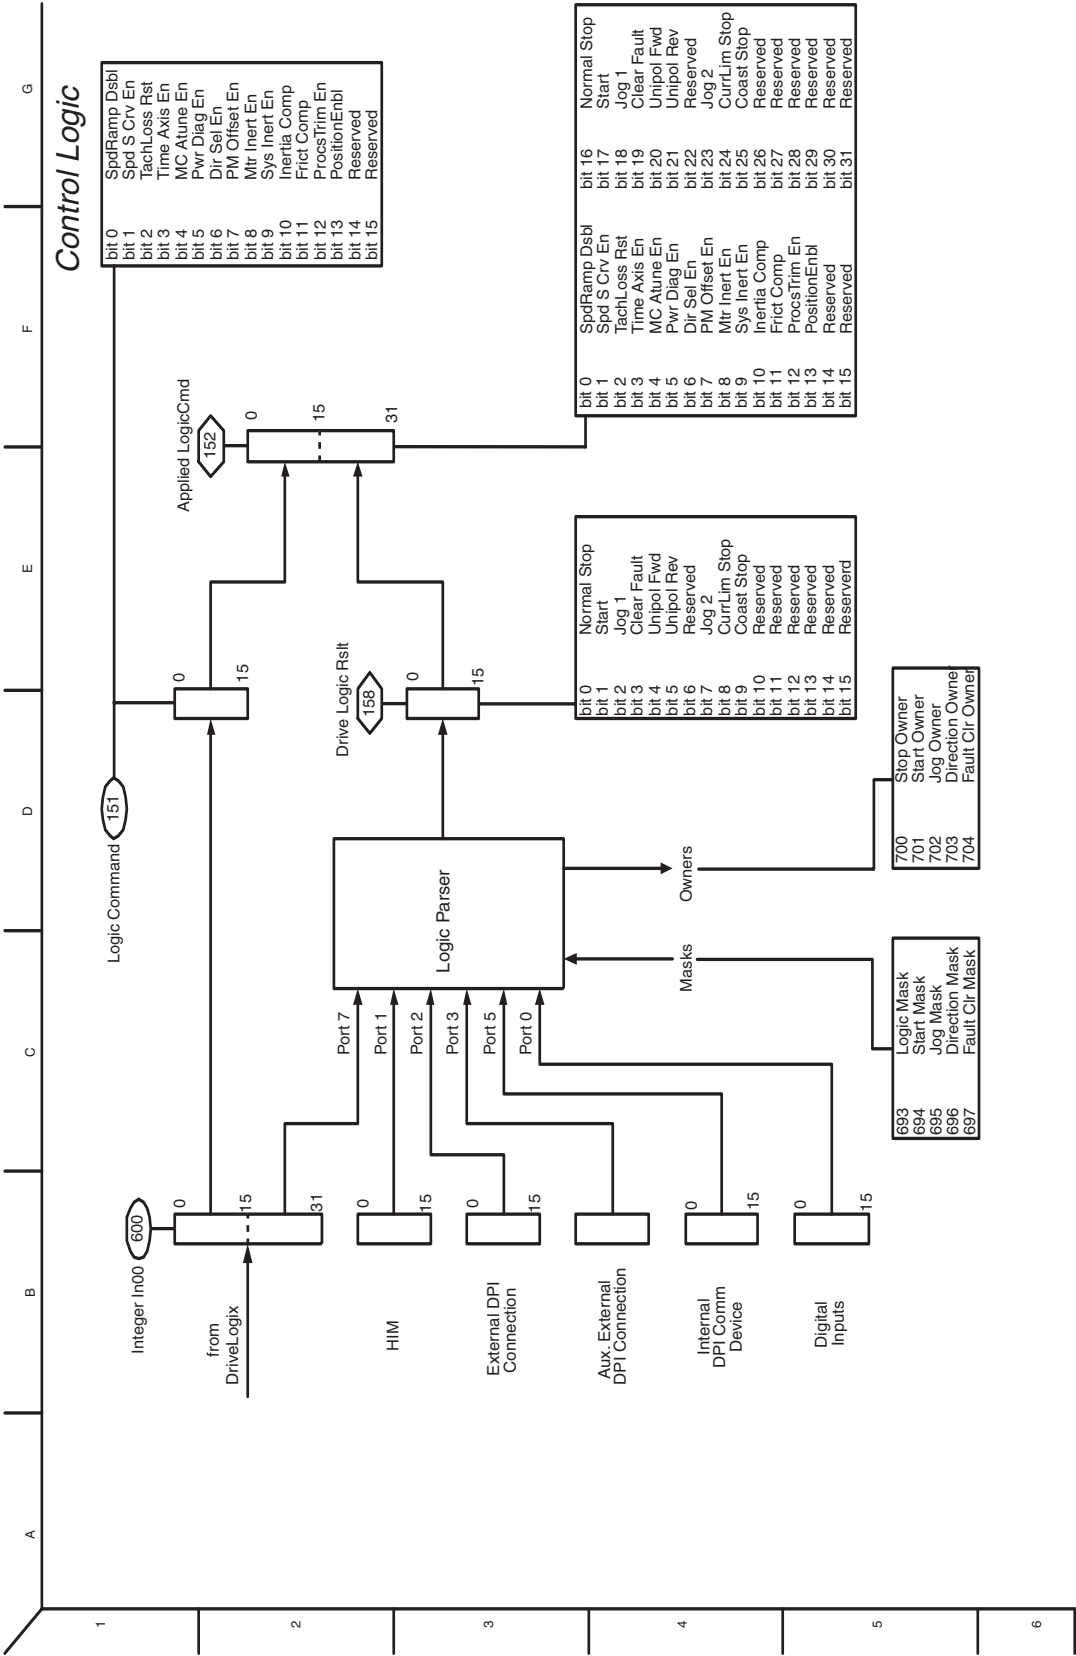 A
B
C
D
E
F
G
1
2
3
4
5
6
Control Logic
Logic Command
151
bit 0 SpdRamp Dsbl
bit 1 Spd S Crv En
bit 2 TachLoss Rst
bit 3 Time Axis En
bit 4 MC Atune En
bit 5 Pwr Diag En
bit 6 Dir Sel En
bit 7 PM Offset En
bit 8 Mtr Inert En
bit 9 Sys Inert En
bit 10 Inertia Comp
bit 11 Frict Comp
bit 12 ProcsTrim En
bit 13 PositionEnbl
bit 14 Reserved
bit 15 Reserved
Integer In00
600
0
15
31
from
DriveLogix
0
15
Applied LogicCmd
152
0
15
31
HIM
0
15
External DPI
Connection
0
15
Aux. External
DPI Connection
Internal
DPI Comm
Device
0
15
Digital
Inputs
0
15
Port 7
Port 1
Port 2
Port 3
Port 5
Port 0
Logic Parser
Drive Logic Rslt
158
0
15
Masks
Owners
bit 0 Normal Stop
bit 1 Start
bit 2 Jog 1
bit 3 Clear Fault
bit 4 Unipol Fwd
bit 5 Unipol Rev
bit 6 Reserved
bit 7 Jog 2
bit 8 CurrLim Stop
bit 9 Coast Stop
bit 10 Reserved
bit 11 Reserved
bit 12 Reserved
bit 13 Reserved
bit 14 Reserved
bit 15 Reserverd
bit 0 SpdRamp Dsbl bit 16 Normal Stop
bit 1 Spd S Crv En bit 17 Start
bit 2 TachLoss Rst bit 18 Jog 1
bit 3 Time Axis En bit 19 Clear Fault
bit 4 MC Atune En bit 20 Unipol Fwd
bit 5 Pwr Diag En bit 21 Unipol Rev
bit 6 Dir Sel En bit 22 Reserved
bit 7 PM Offset En bit 23 Jog 2
bit 8 Mtr Inert En bit 24 CurrLim Stop
bit 9 Sys Inert En bit 25 Coast Stop
bit 10 Inertia Comp bit 26 Reserved
bit 11 Frict Comp bit 27 Reserved
bit 12 ProcsTrim En bit 28 Reserved
bit 13 PositionEnbl bit 29 Reserved
bit 14 Reserved bit 30 Reserved
bit 15 Reserved bit 31 Reserved
693 Logic Mask
694 Start Mask
695 Jog Mask
696 Direction Mask
697 Fault Clr Mask
700 Stop Owner
701 Start Owner
702 Jog Owner
703 Direction Owner
704 Fault Clr Owner